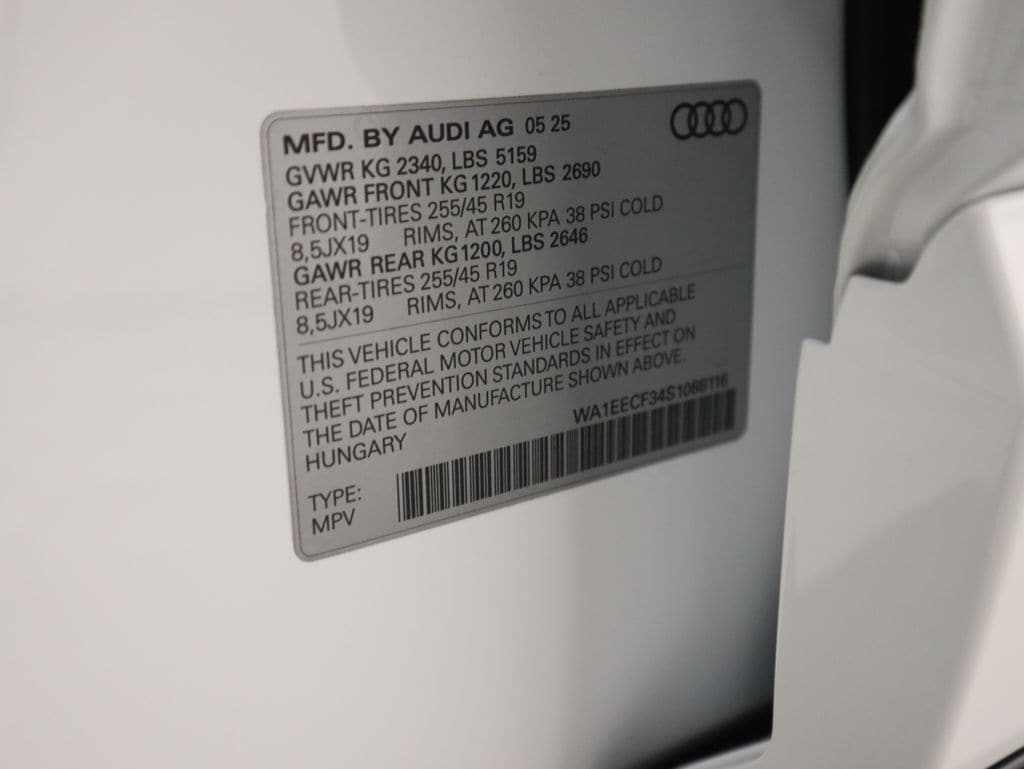 MFD. BY AUDI AG 05 25
GVWR KG 2340, LBS 5159
GAWR FRONT KG 1220, LBS 2690
FRONT-TIRES 255/45 R19
8,5JX19 RIMS, AT 260 KPA 38 PSI COLD
GAWR REAR KG 1200, LBS 2646
REAR-TIRES 255/45 R19
8,5JX19 RIMS, AT 260 KPA 38 PSI COLD
THIS VEHICLE CONFORMS TO ALL APPLICABLE
U.S. FEDERAL MOTOR VEHICLE SAFETY AND
THEFT PREVENTION STANDARDS IN EFFECT ON
THE DATE OF MANUFACTURE SHOWN ABOVE.
HUNGARY
TYPE:
MPV